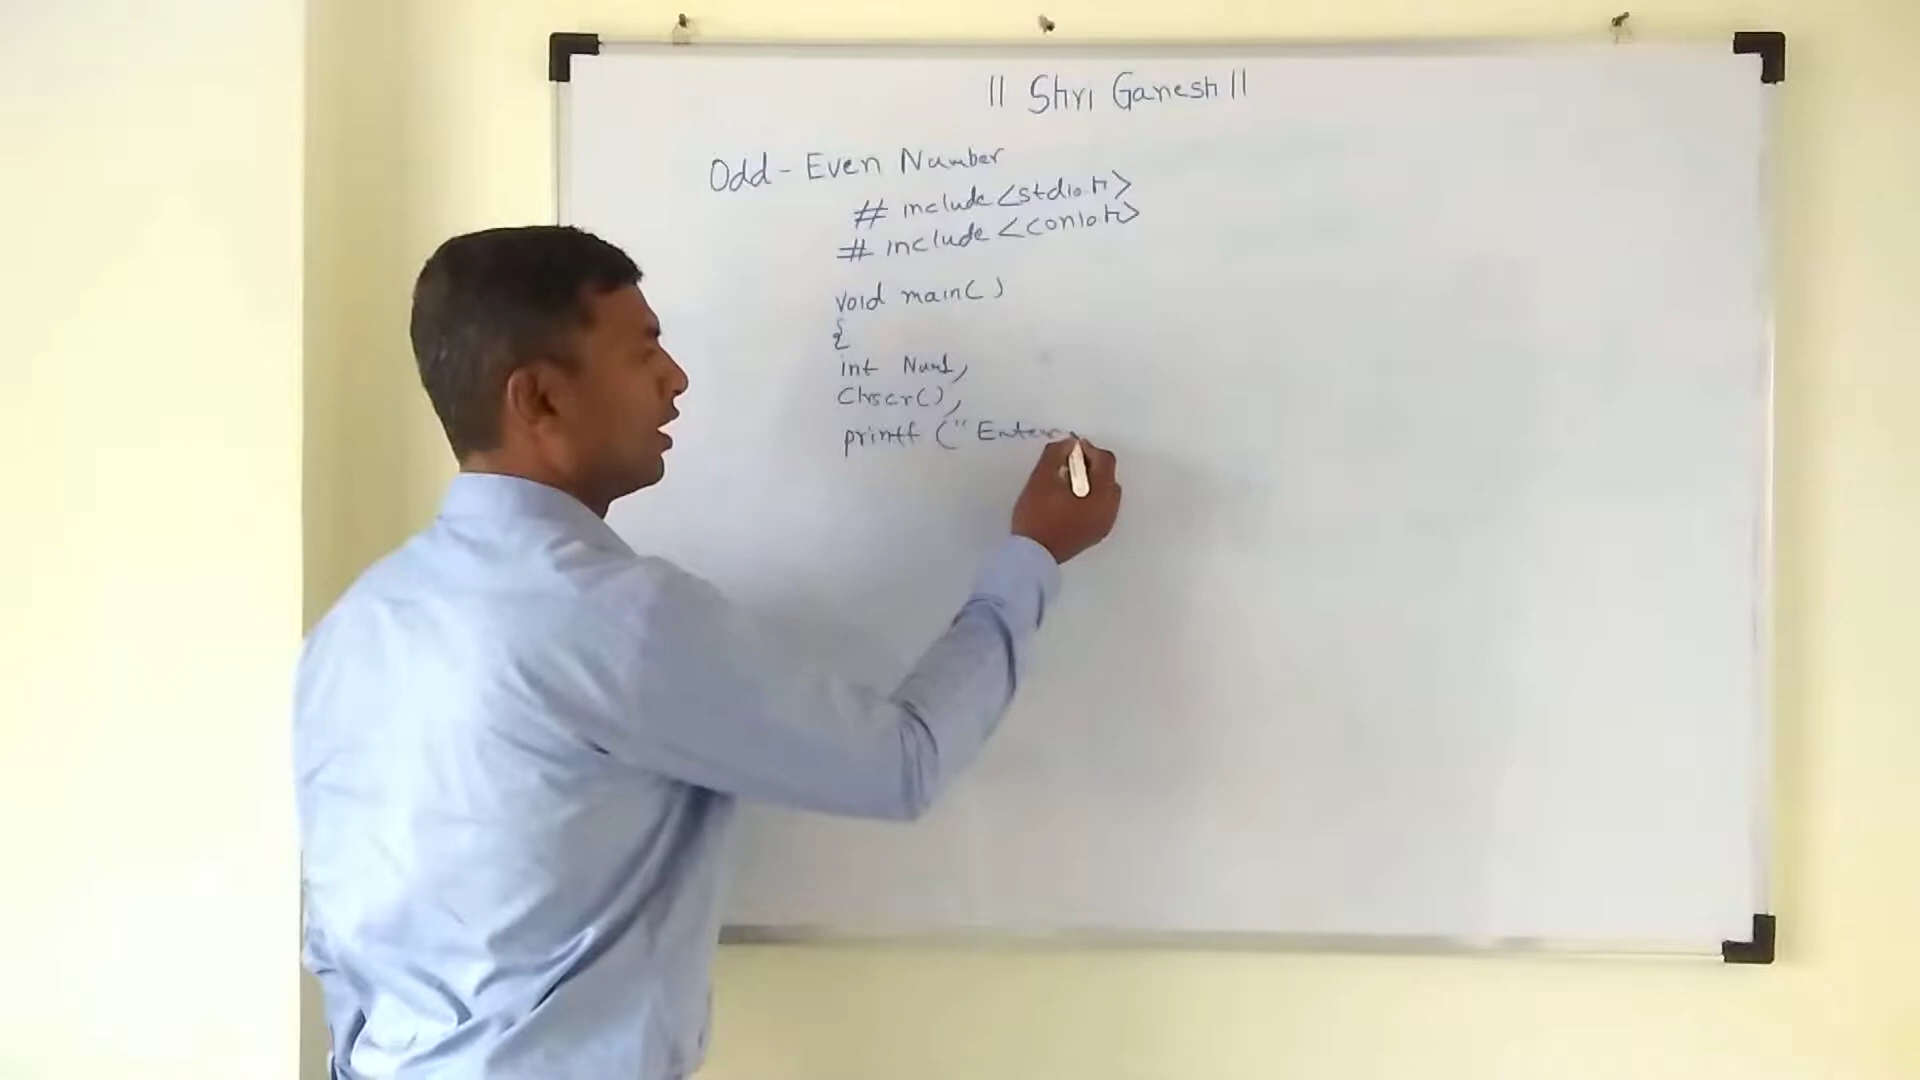 || Shri Ganesh ||
Odd-Even Number
# include <stdio.h>
# include <conio.h>
void main()
{
int Num1,
Clrscr(),
printf ("Enter